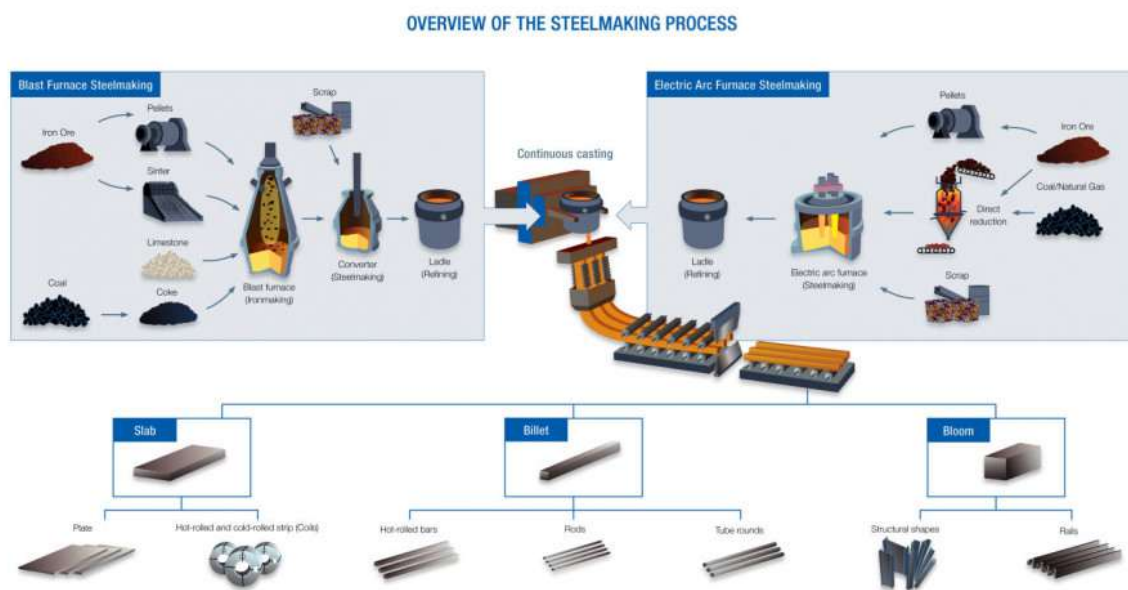 OVERVIEW OF THE STEELMAKING PROCESS
Blast Furnace Steelmaking
Iron Ore
Pellets
Sinter
Limestone
Coal
Coke
Blast furnace
(Ironmaking)
Scrap
Converter
(Steelmaking)
Ladle
(Refining)
Continuous casting
Electric Arc Furnace Steelmaking
Pellets
Iron Ore
Coal/Natural Gas
Direct
reduction
Scrap
Electric arc furnace
(Steelmaking)
Ladle
(Refining)
Slab
Billet
Bloom
Plate
Hot-rolled and cold-rolled strip (Coils)
Hot-rolled bars
Rods
Tube rounds
Structural shapes
Rails